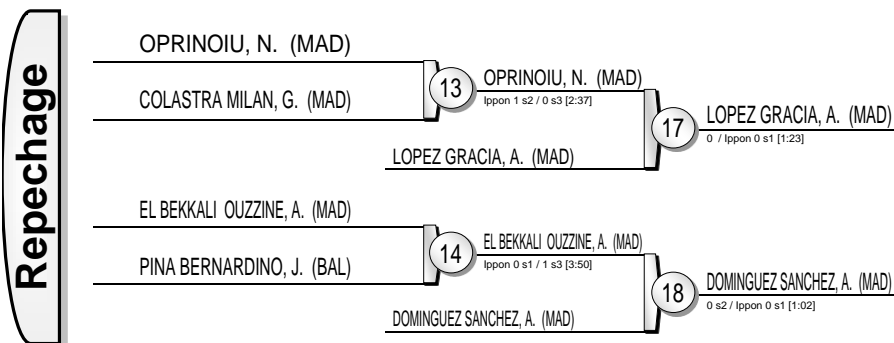 Repechage
OPRINOIU, N. (MAD)
COLASTRA MILAN, G. (MAD)
13
OPRINOIU, N. (MAD)
Ippon 1 s2 / 0 s3 [2:37]
LOPEZ GRACIA, A. (MAD)
17
LOPEZ GRACIA, A. (MAD)
0 / Ippon 0 s1 [1:23]
EL BEKKALI OUZZINE, A. (MAD)
PINA BERNARDINO, J. (BAL)
14
EL BEKKALI OUZZINE, A. (MAD)
Ippon 0 s1 / 1 s3 [3:50]
DOMINGUEZ SANCHEZ, A. (MAD)
18
DOMINGUEZ SANCHEZ, A. (MAD)
0 s2 / Ippon 0 s1 [1:02]